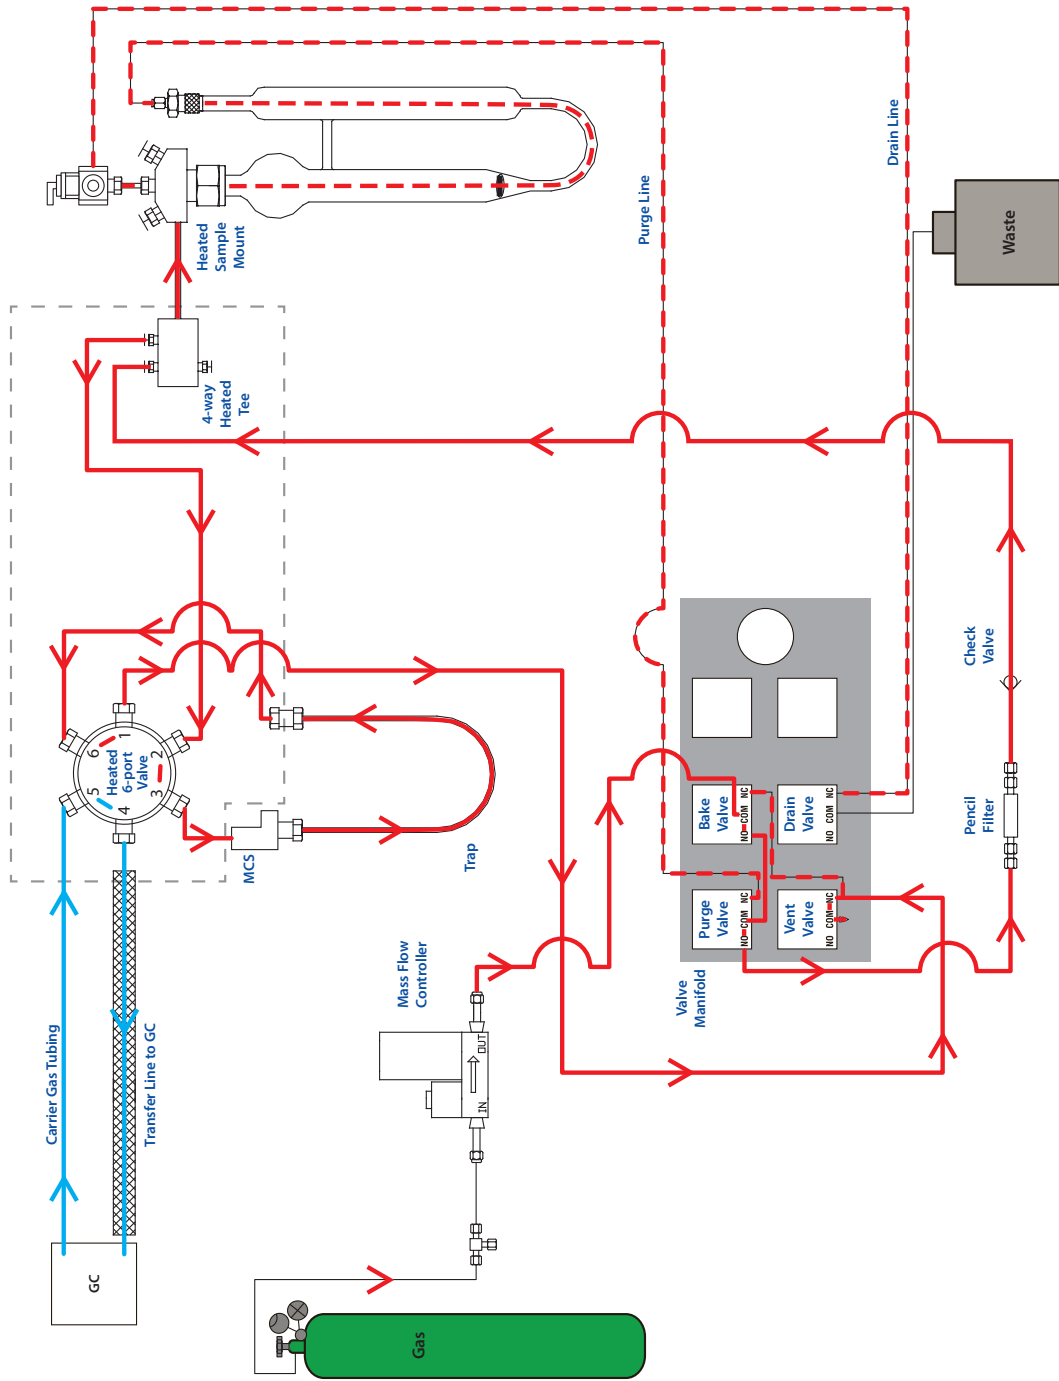 Drain Line
Purge Line
Waste
Heated
Sample
Mount
4-way
Heated
Tee
Check
Valve
Heated
6-port
Valve
1
2
3
4
5
6
MCS
Trap
Pencil
Filter
Bake
Valve
NO COM NC
Drain
Valve
NO COM NC
Purge
Valve
NO COM NC
Vent
Valve
NO COM NC
Valve
Manifold
Mass Flow
Controller
IN
OUT
Carrier Gas Tubing
Transfer Line to GC
GC
Gas